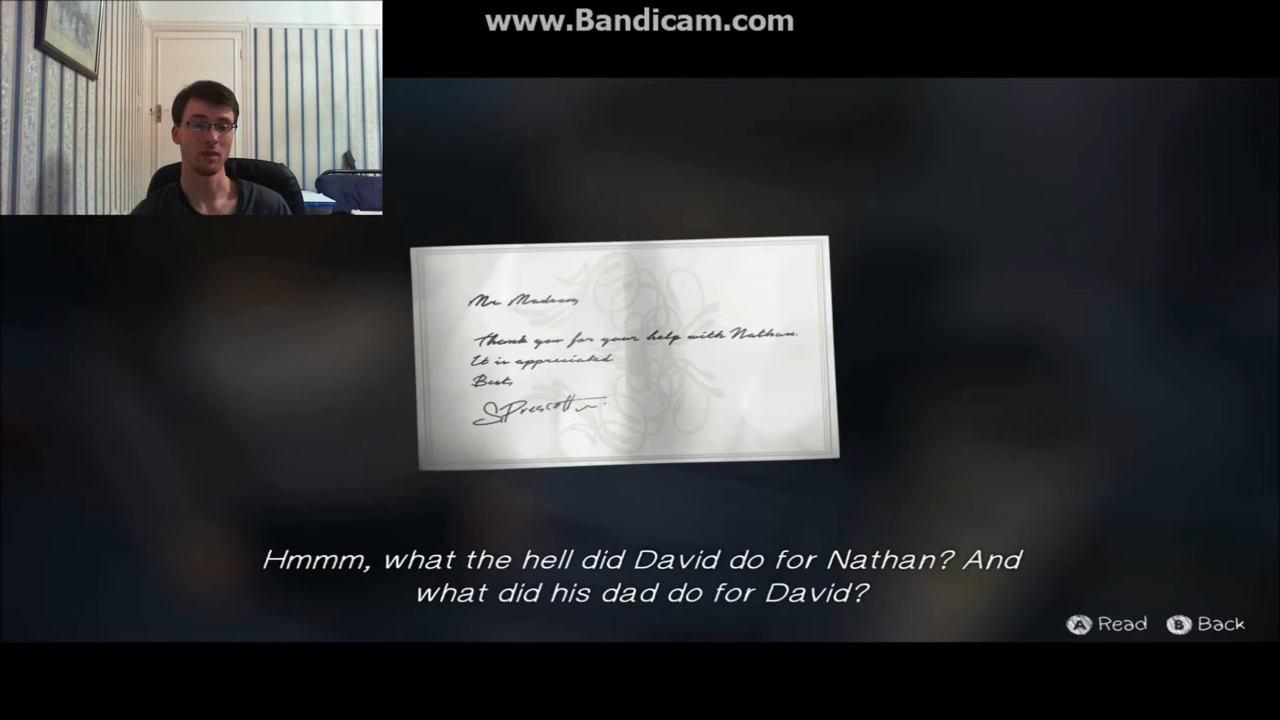 www.Bandicam.com
Mr. Madsen,
Thank you for your help with Nathan.
It is appreciated
Best,
S Prescott
Hmmm, what the hell did David do for Nathan? And
what did his dad do for David?
A Read B Back